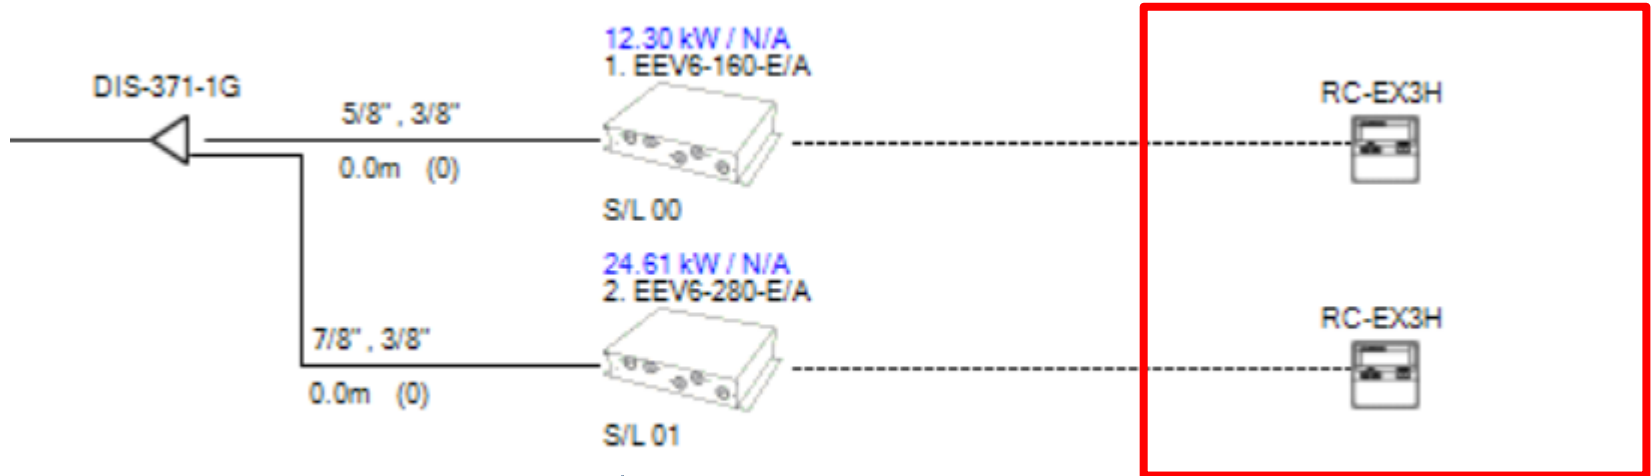 DIS-371-1G
5/8" , 3/8"
0.0m (0)
12.30 kW / N/A
1. EEV6-160-E/A
S/L 00
RC-EX3H
7/8" , 3/8"
0.0m (0)
24.61 kW / N/A
2. EEV6-280-E/A
S/L 01
RC-EX3H